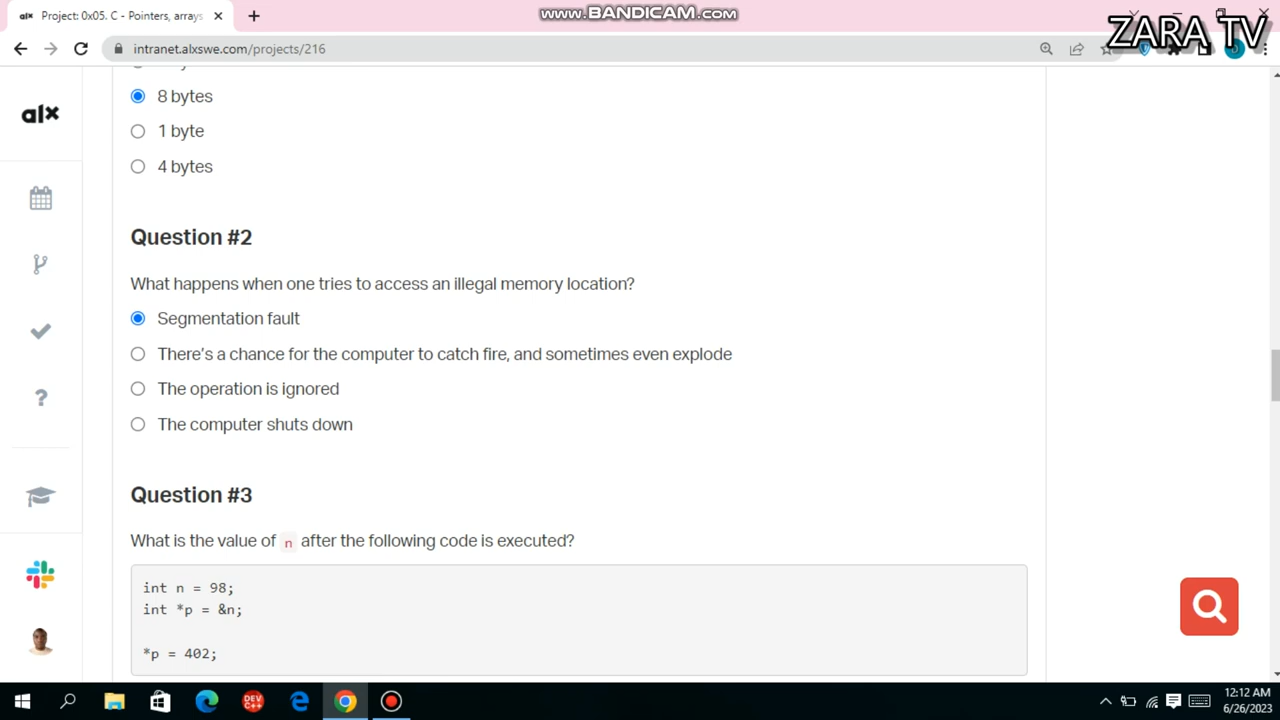 www.BANDICAM.com
alx Project: 0x05. C - Pointers, arrays
ZARA TV
intranet.alxswe.com/projects/216
alx
8 bytes
1 byte
4 bytes
Question #2
What happens when one tries to access an illegal memory location?
Segmentation fault
There's a chance for the computer to catch fire, and sometimes even explode
The operation is ignored
The computer shuts down
Question #3
What is the value of n after the following code is executed?
int n = 98;
int *p = &n;
*p = 402;
DEV C++
12:12 AM
6/26/2023